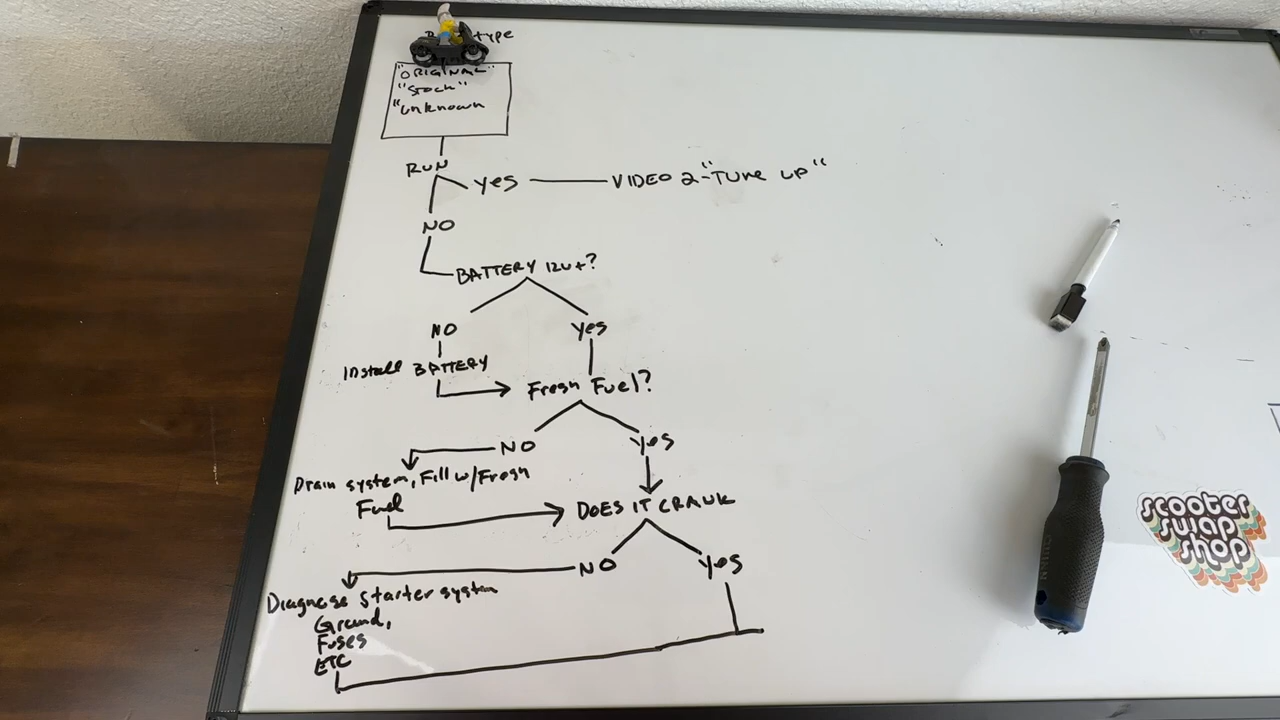 type
"ORIGINAL"
"Stock"
"unknown
RUN
yes
VIDEO 2-"Tune UP"
NO
BATTERY 12v+?
NO
yes
Install BATTERY
Fresh Fuel?
NO
yes
Drain system, Fill w/Fresh
Fuel
DOES IT CRANK
NO
yes
Diagnose starter system
Ground,
Fuses
ETC
scooter
swap
shop